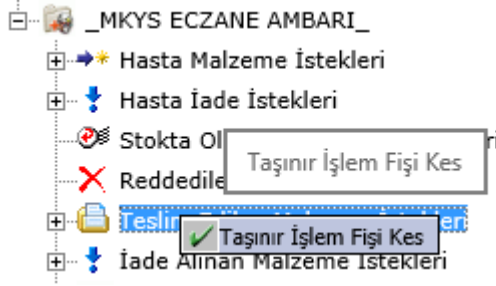 _MKYS ECZANE AMBARI_
Hasta Malzeme İstekleri
Hasta İade İstekleri
Stokta Ol
Taşınır İşlem Fişi Kes
Reddedile
Taşınır İşlem Fişi Kes
İade Alınan Malzeme İstekleri